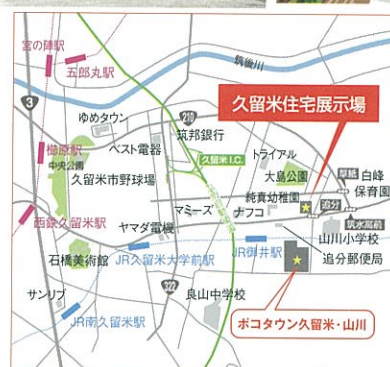 宮の陣駅
五郎丸駅
筑後川
3
久留米住宅展示場
210
ゆめタウン
筑邦銀行
櫛原駅
ベスト電器
久留米I.C.
トライアル
中央公園
大島公園
白峰
保育園
久留米市野球場
純真幼稚園
追分
マミーズ
ナフコ
西鉄久留米駅
ヤマダ電機
山川小学校
石橋美術館
JR久留米大学前駅
JR御井駅
追分郵便局
サンリブ
322
良山中学校
ポコタウン久留米・山川
JR南久留米駅